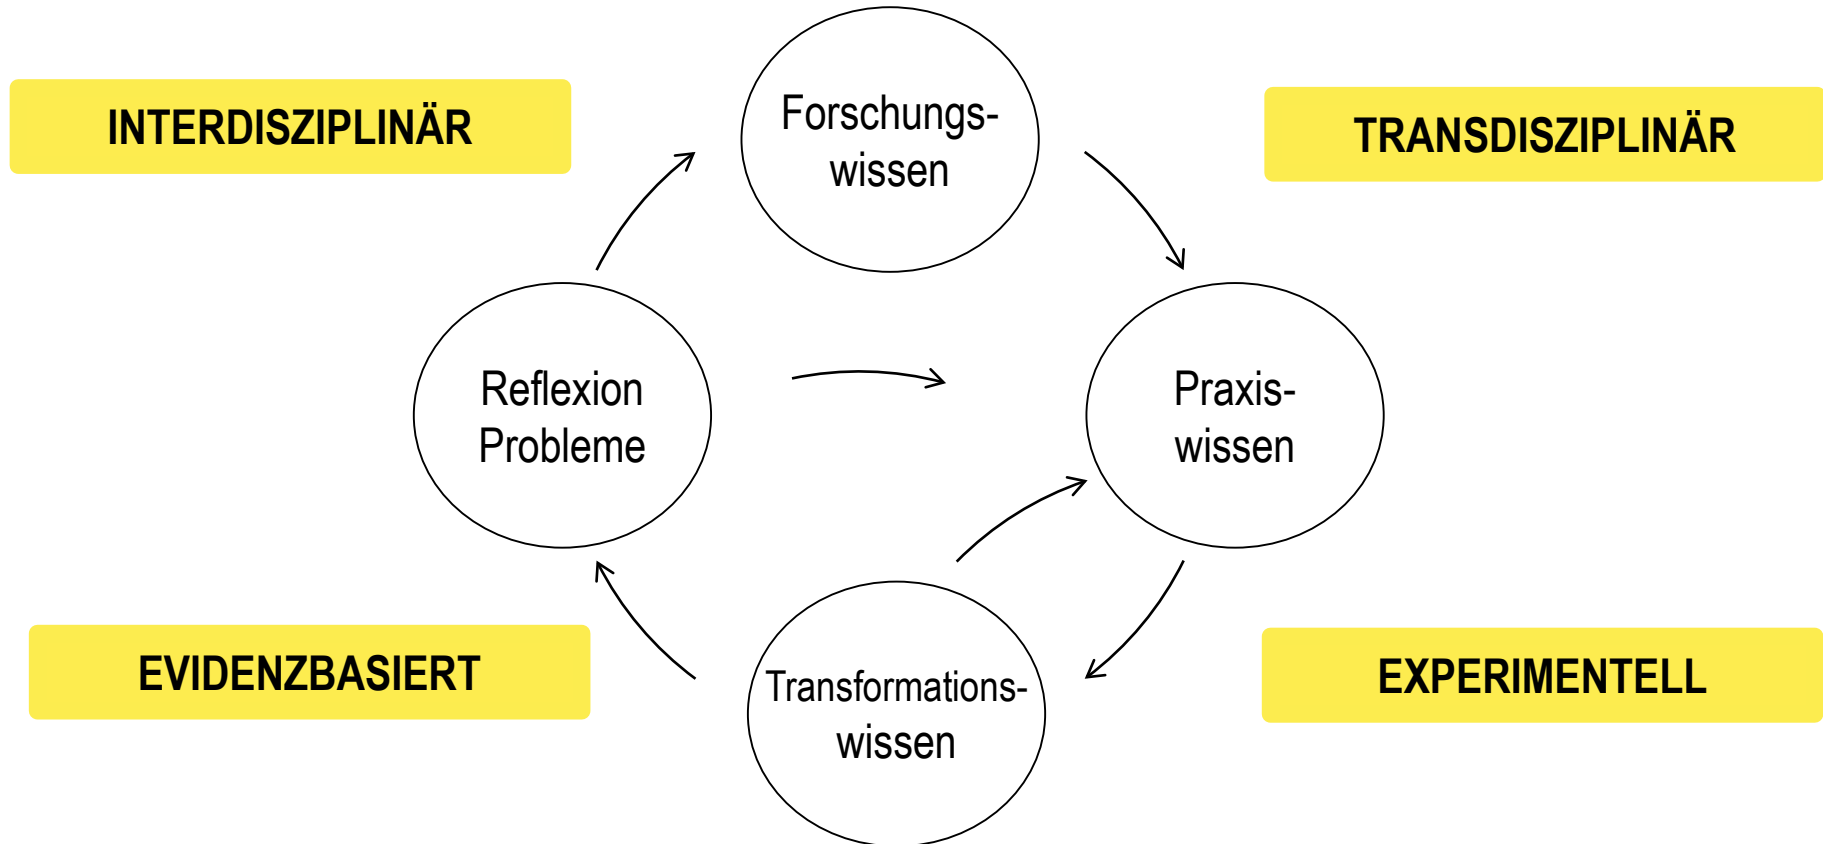 INTERDISZIPLINÄR
Forschungs-
wissen
TRANSDISZIPLINÄR
Reflexion
Probleme
Praxis-
wissen
EVIDENZBASIERT
Transformations-
wissen
EXPERIMENTELL